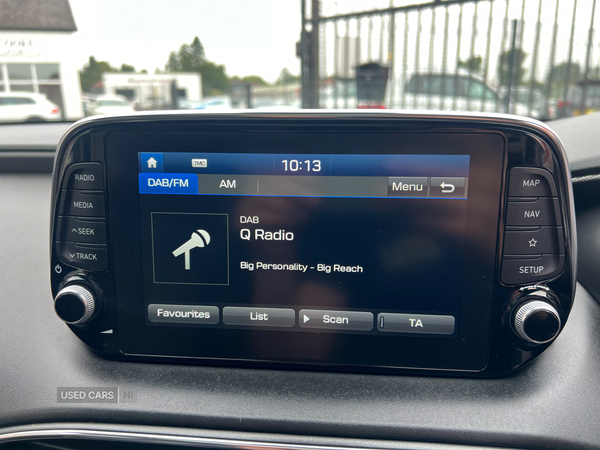 TMC
10:13
DAB/FM
AM
Menu
DAB
Q Radio
Big Personality - Big Reach
Favourites
List
Scan
TA
RADIO
MEDIA
SEEK
TRACK
MAP
NAV
SETUP
USED CARS NI